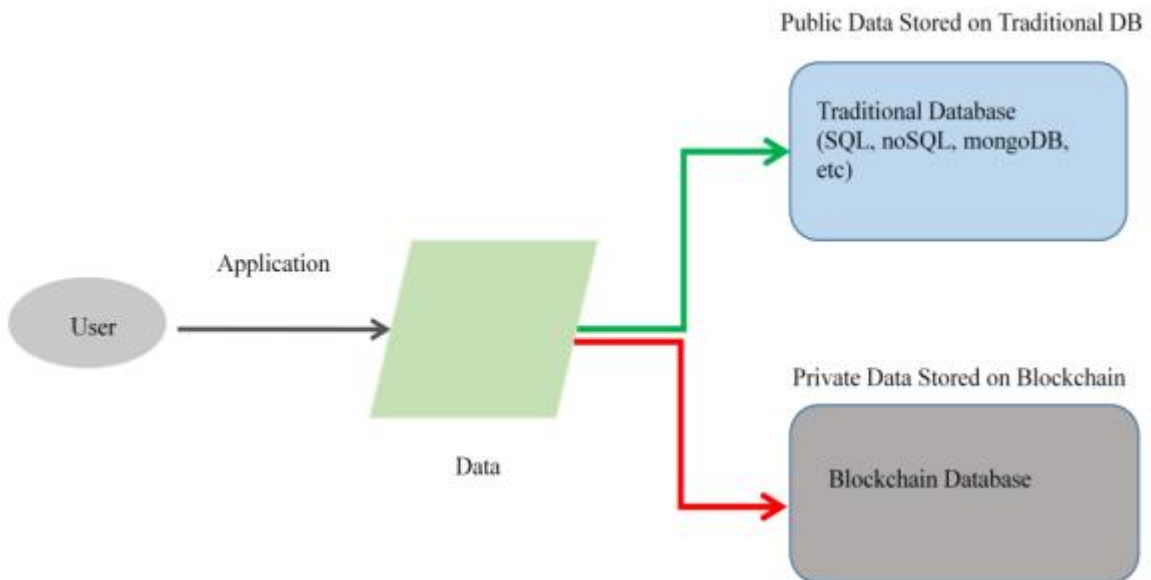 Public Data Stored on Traditional DB
Traditional Database
(SQL, noSQL, mongoDB,
etc)
Application
User
Data
Private Data Stored on Blockchain
Blockchain Database